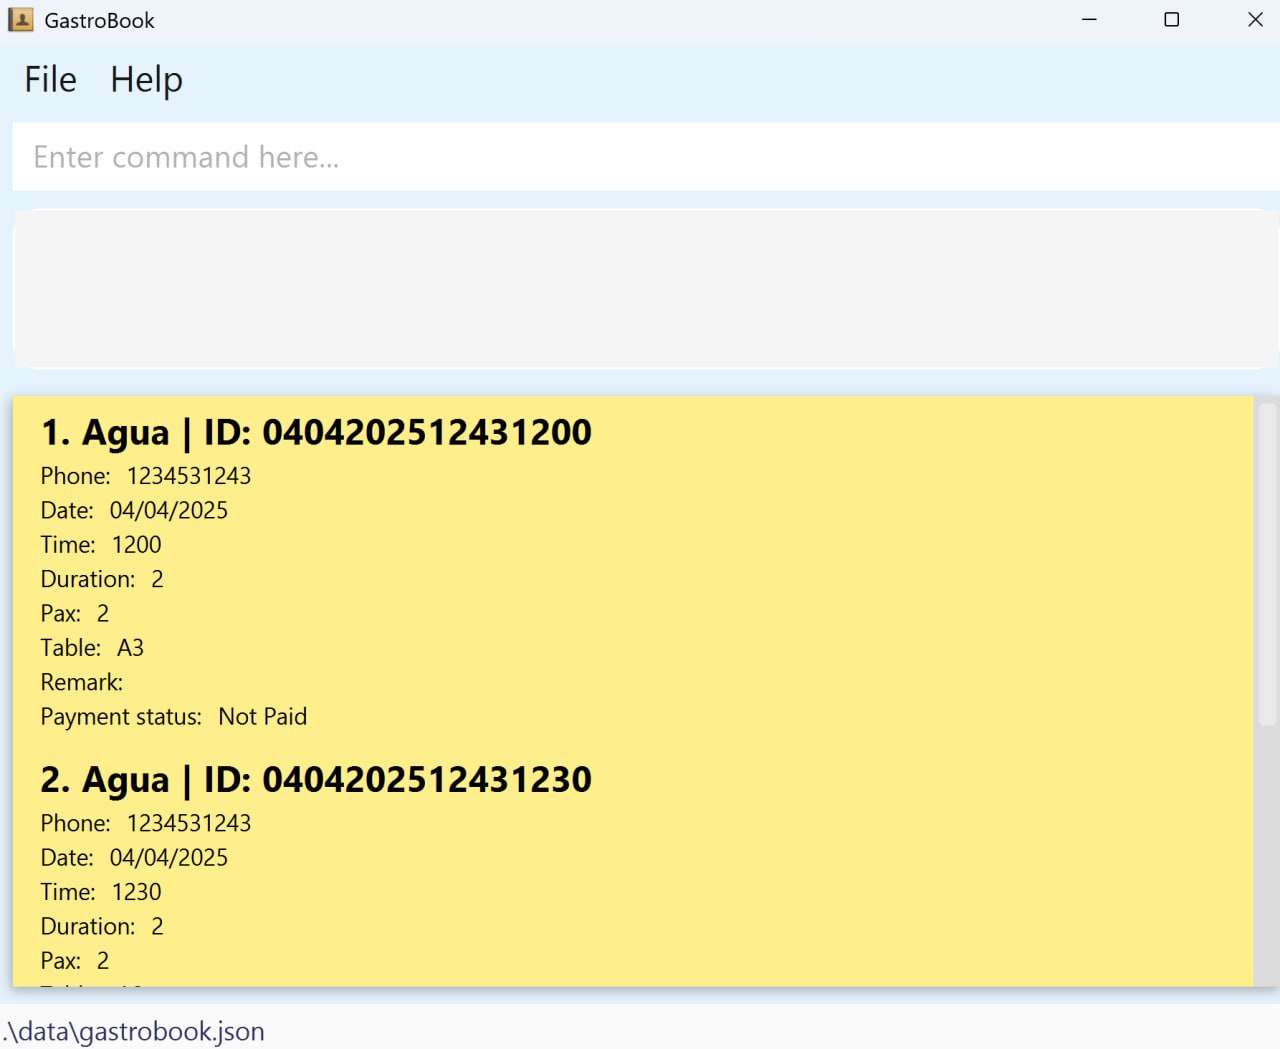 GastroBook
File Help
Enter command here...
1. Agua | ID: 0404202512431200
Phone: 1234531243
Date: 04/04/2025
Time: 1200
Duration: 2
Pax: 2
Table: A3
Remark:
Payment status: Not Paid
2. Agua | ID: 0404202512431230
Phone: 1234531243
Date: 04/04/2025
Time: 1230
Duration: 2
Pax: 2
.\data\gastrobook.json